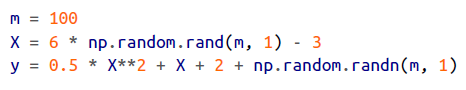 m = 100
X = 6 * np.random.rand(m, 1) - 3
y = 0.5 * X**2 + X + 2 + np.random.randn(m, 1)